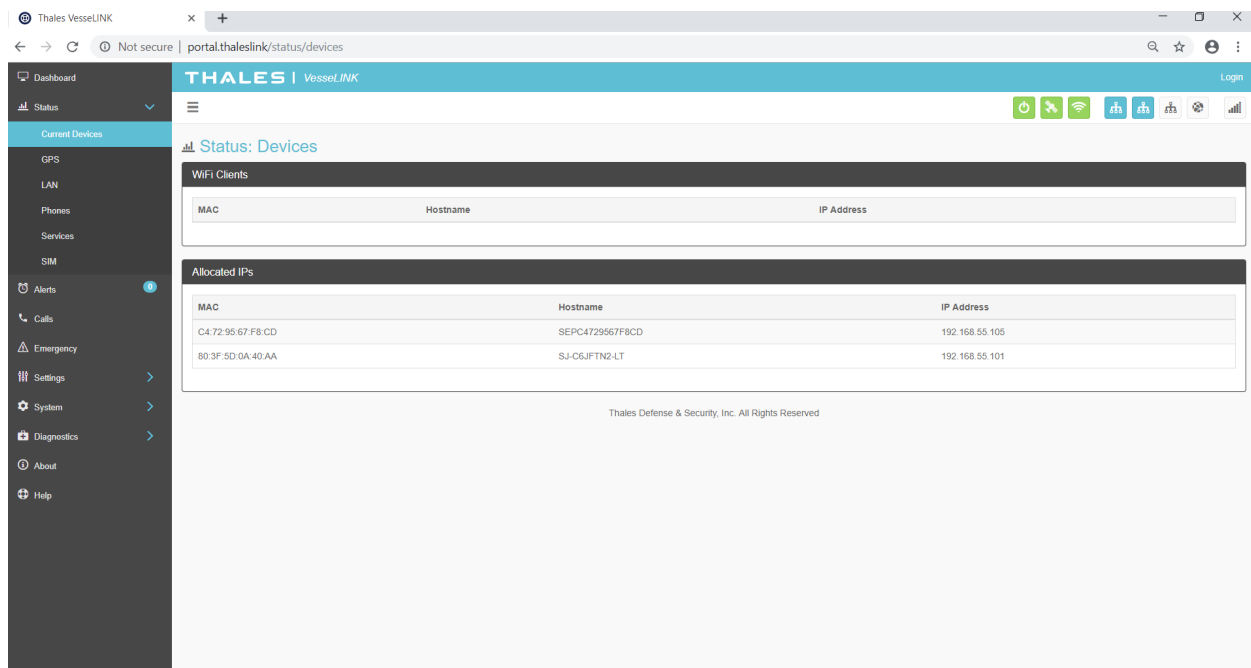 Thales VesseLINK
Not secure | portal.thaleslink/status/devices
Dashboard
THALES | VesseLINK
Login
Status
Current Devices
GPS
LAN
Phones
Services
SIM
Alerts 0
Calls
Emergency
Settings
System
Diagnostics
About
Help
Status: Devices
WiFi Clients
MAC Hostname IP Address
Allocated IPs
MAC Hostname IP Address
C4:72:95:67:F8:CD SEPC4729567F8CD 192.168.55.105
80:3F:5D:0A:40:AA SJ-C6JFTN2-LT 192.168.55.101
Thales Defense & Security, Inc. All Rights Reserved